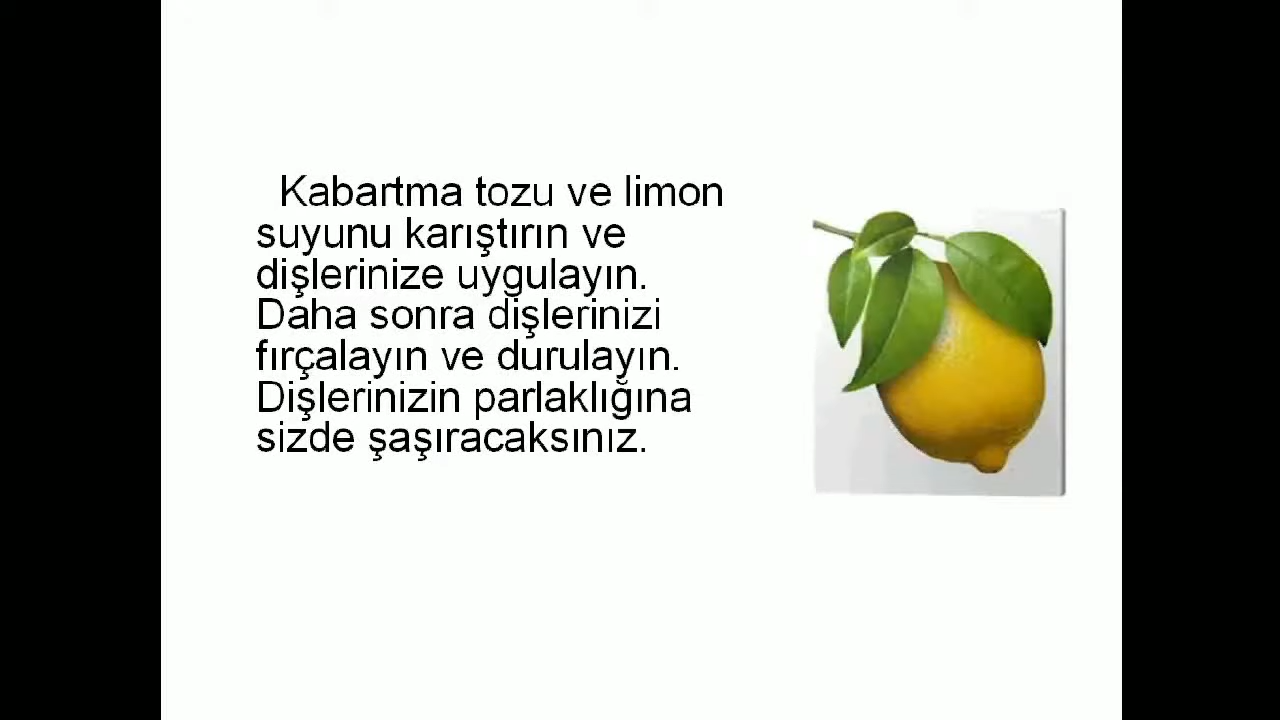 Kabartma tozu ve limon
suyunu karıştırın ve
dişlerinize uygulayın.
Daha sonra dişlerinizi
fırçalayın ve durulayın.
Dişlerinizin parlaklığına
sizde şaşıracaksınız.